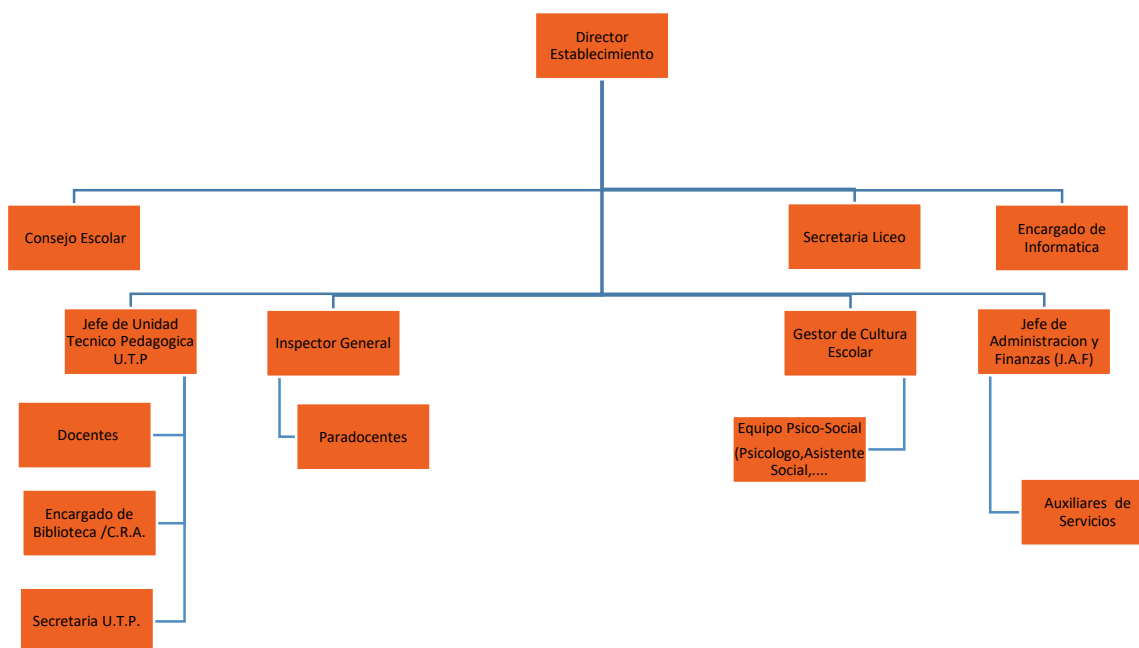 Director
Establecimiento
Consejo Escolar
Secretaria Liceo
Encargado de
Informatica
Jefe de Unidad
Tecnico Pedagogica
U.T.P
Inspector General
Gestor de Cultura
Escolar
Jefe de
Administracion y
Finanzas (J.A.F)
Docentes
Paradocentes
Equipo Psico-Social
(Psicologo,Asistente
Social,....
Encargado de
Biblioteca /C.R.A.
Auxiliares de
Servicios
Secretaria U.T.P.